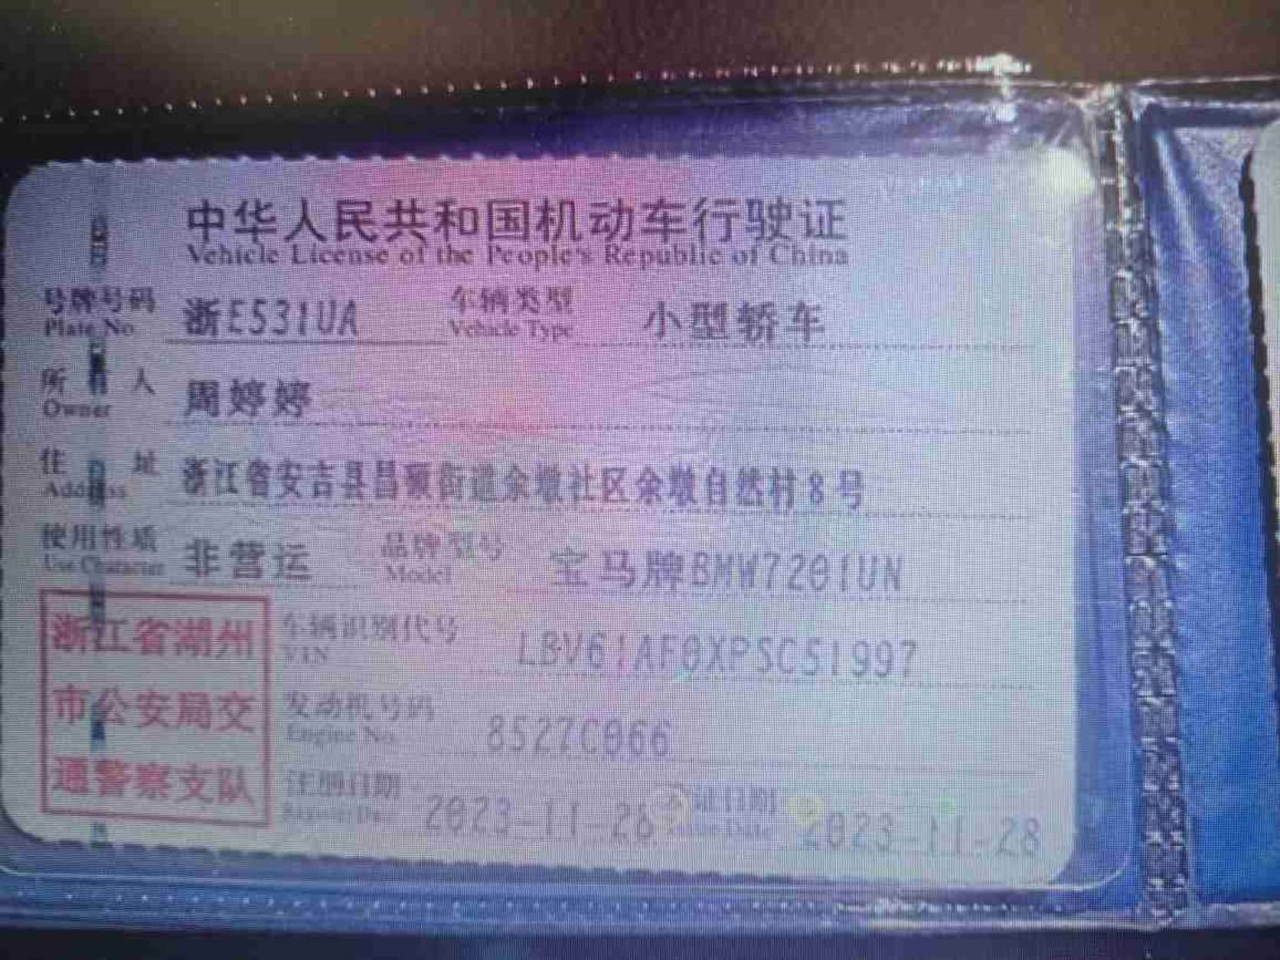 中华人民共和国机动车行驶证
Vehicle License of the People's Republic of China
号牌号码 浙E531UA 车辆类型 小型轿车
Plate No. Vehicle Type
所有人 周婷婷
Owner
住址 浙江省安吉县昌硕街道余墩社区余墩自然村8号
Address
使用性质 非营运 品牌型号 宝马牌BMW7201UN
Use Character Model
浙江省湖州 车辆识别代号 LBV61AF0XPSC51997
VIN
市公安局交 发动机号码 8527C066
Engine No.
通警察支队 注册日期 2023-11-28 发证日期 2023-11-28
Register Date Issue Date